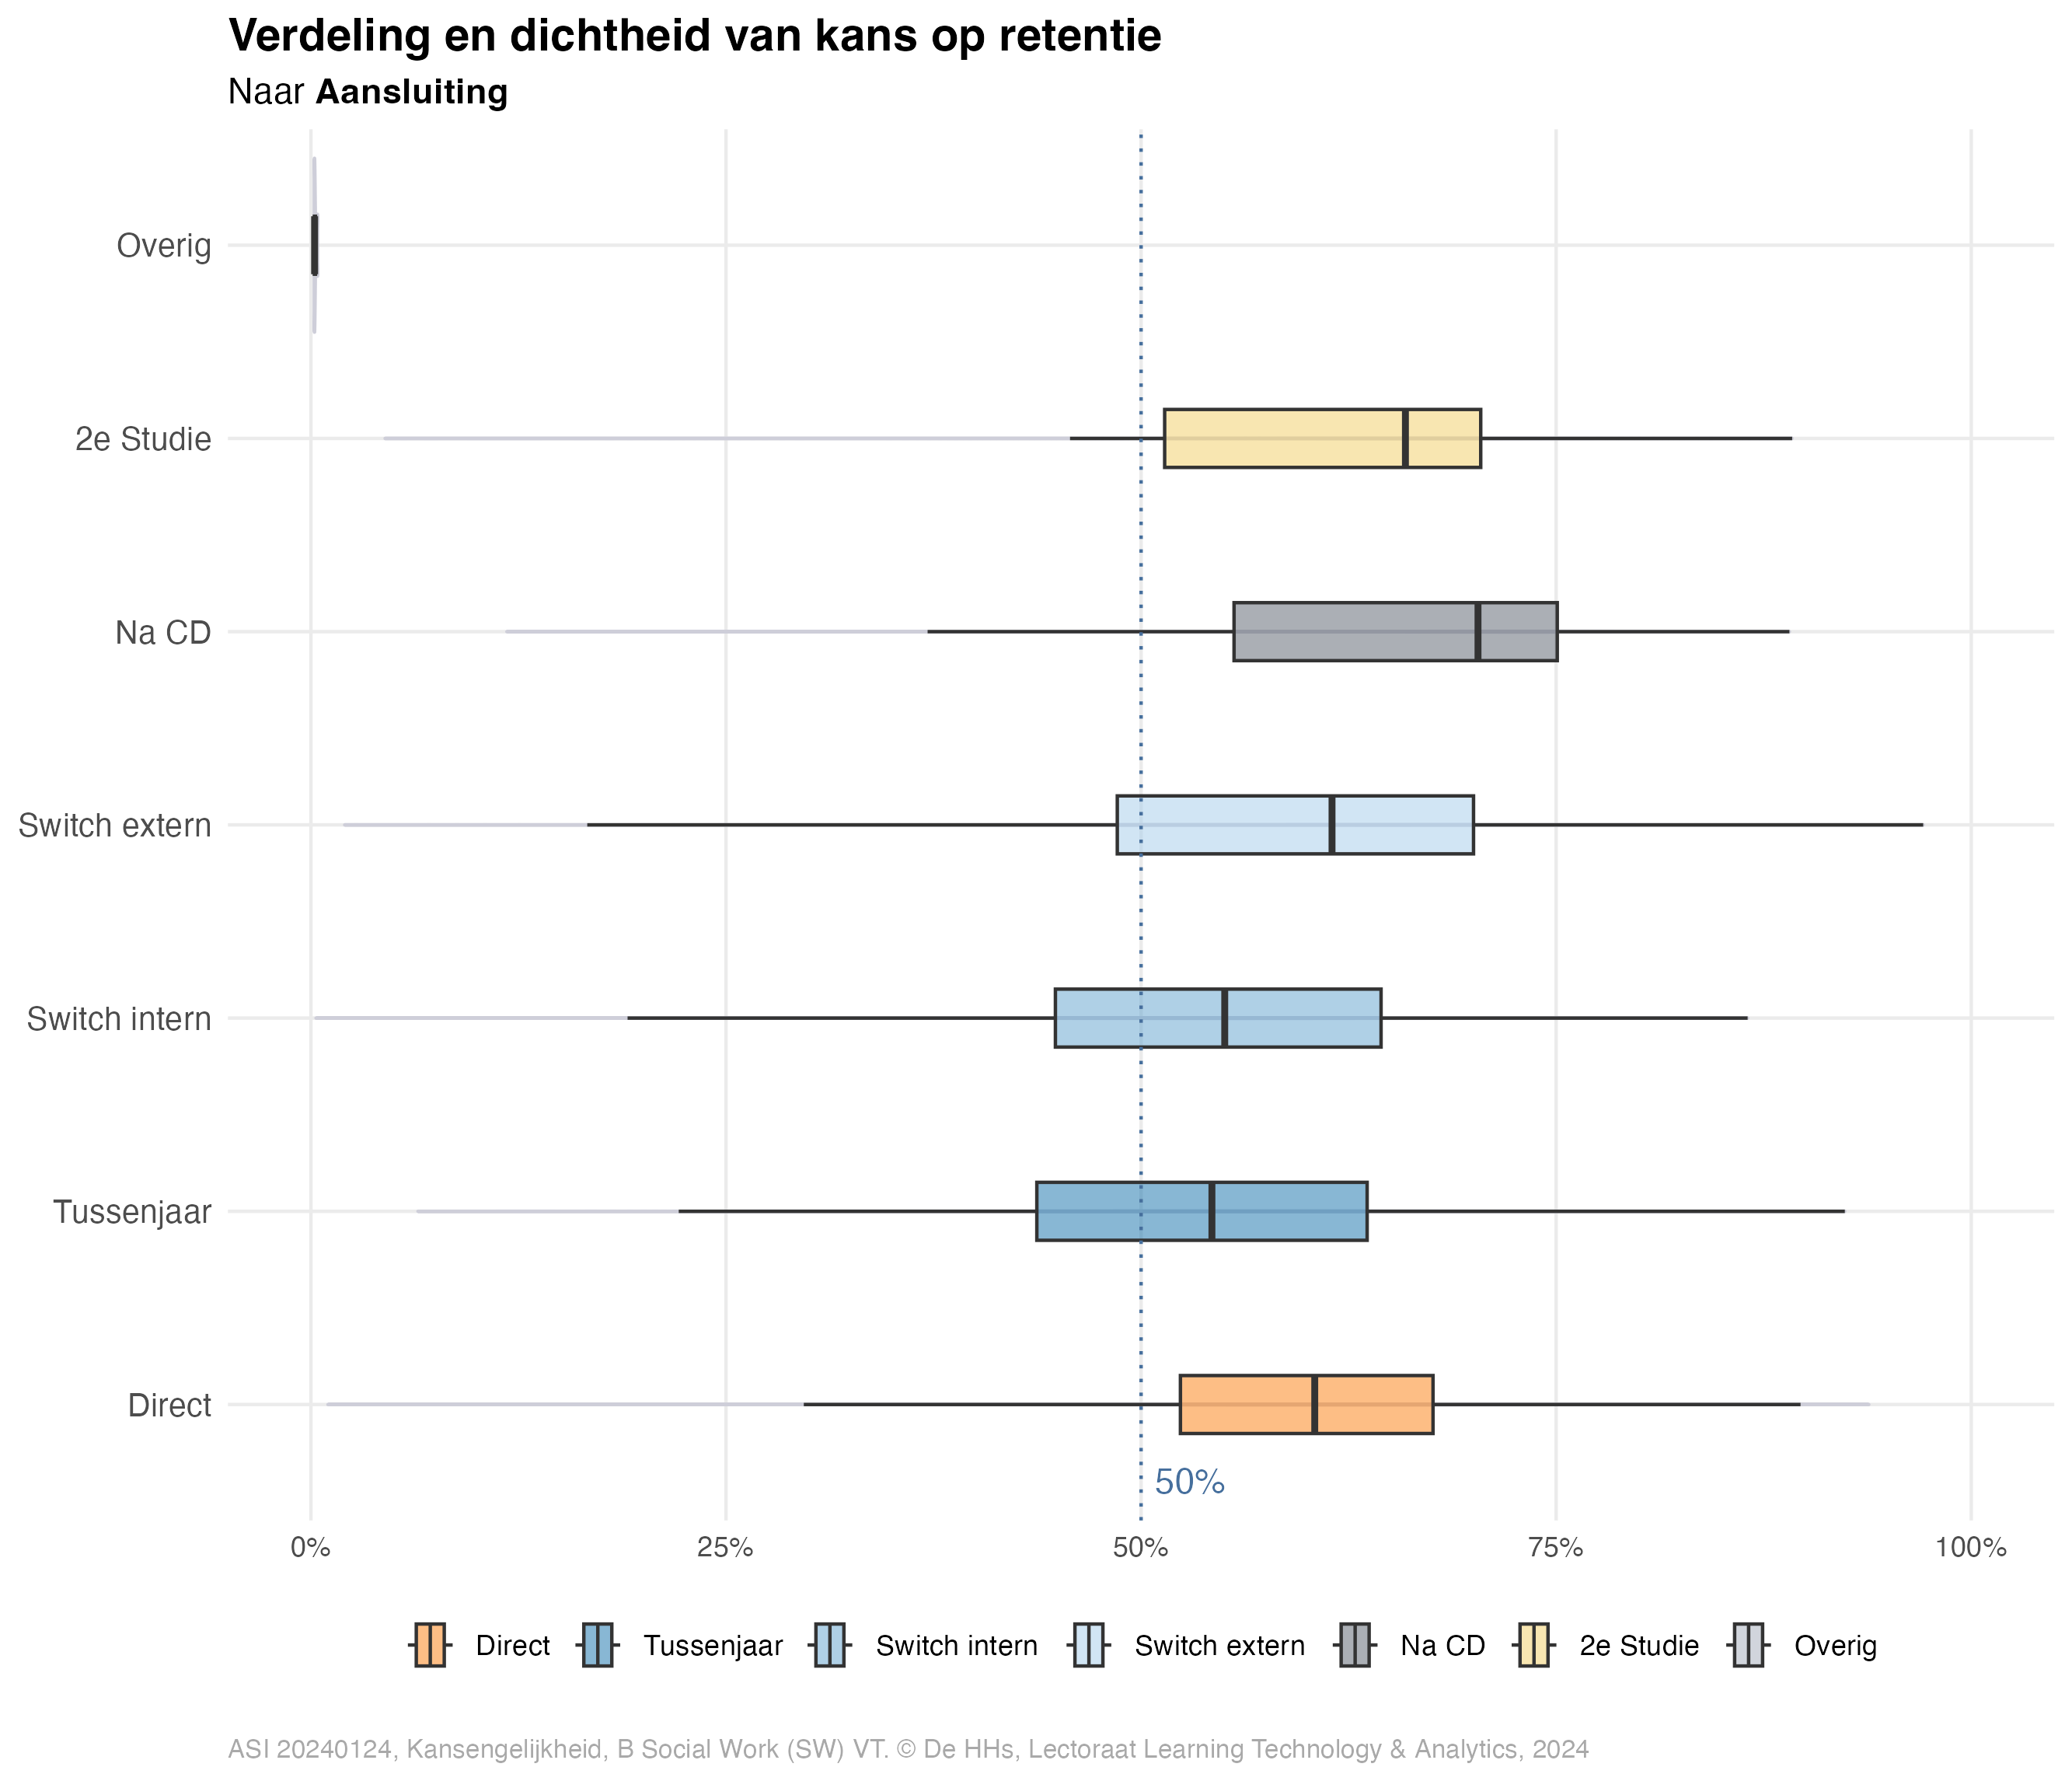 Verdeling en dichtheid van kans op retentie
Naar Aansluiting
Overig
2e Studie
Na CD
Switch extern
Switch intern
Tussenjaar
Direct
50%
0% 25% 50% 75% 100%
Direct Tussenjaar Switch intern Switch extern Na CD 2e Studie Overig
ASI 20240124, Kansengelijkheid, B Social Work (SW) VT. © De HHs, Lectoraat Learning Technology & Analytics, 2024